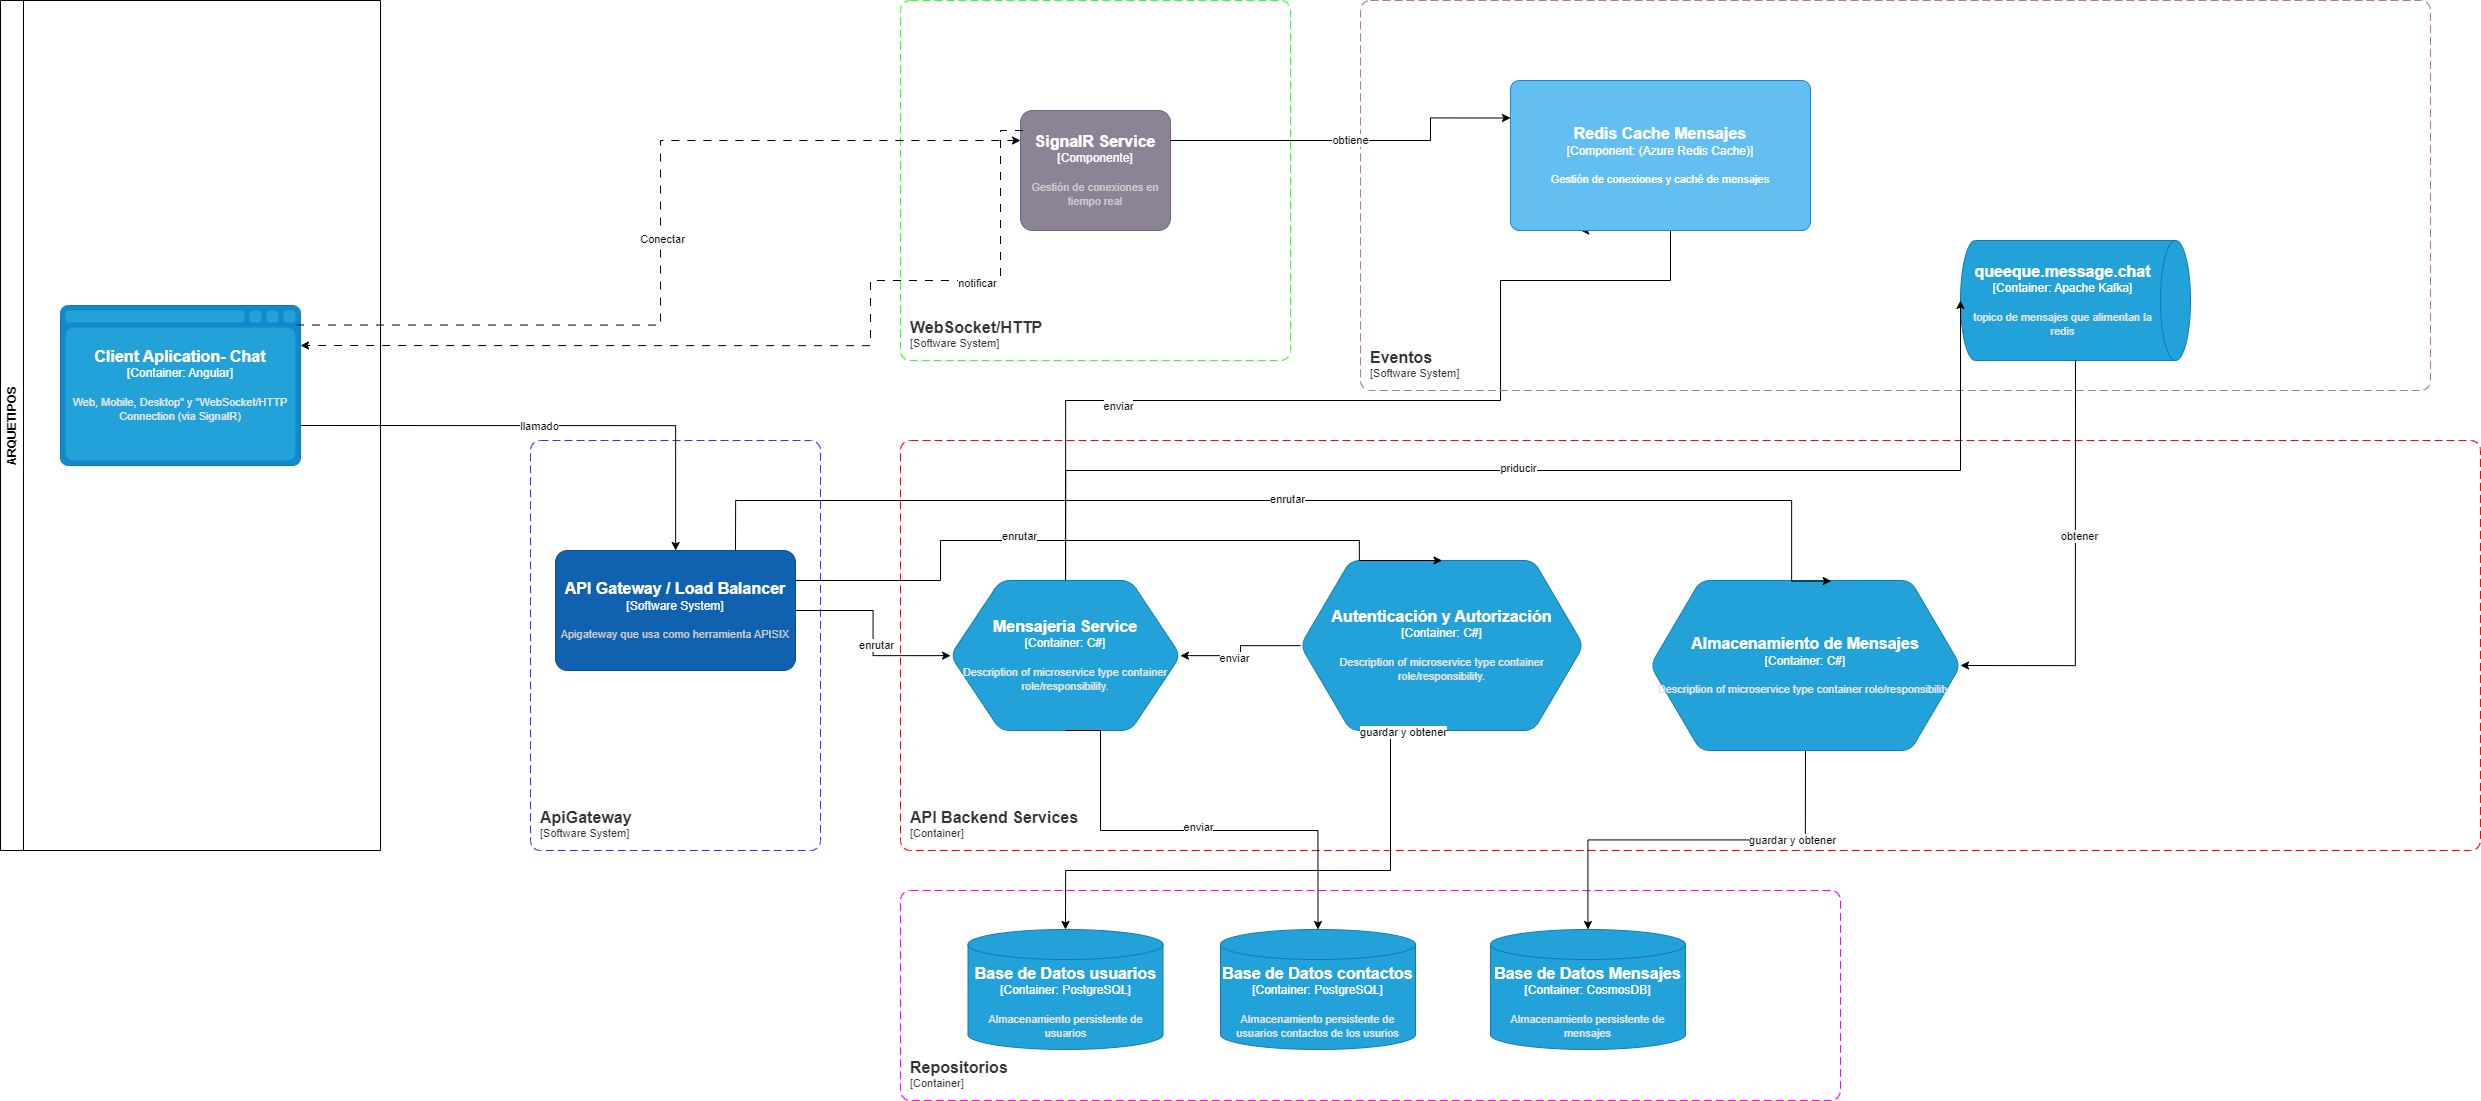 ARQUETIPOS
Client Aplication- Chat
[Container: Angular]
Web, Mobile, Desktop" y "WebSocket/HTTP
Connection (via SignalR)
Conectar
notificar
llamado
SignalR Service
[Componente]
Gestión de conexiones en
tiempo real
WebSocket/HTTP
[Software System]
obtiene
Redis Cache Mensajes
[Component: (Azure Redis Cache)]
Gestión de conexiones y caché de mensajes
queeque.message.chat
[Container: Apache Kafka]
topico de mensajes que alimentan la
redis
Eventos
[Software System]
enviar
priducir
enrutar
enrutar
obtener
API Gateway / Load Balancer
[Software System]
Apigateway que usa como herramienta APISIX
enrutar
ApiGateway
[Software System]
Mensajería Service
[Container: C#]
Description of microservice type container
role/responsibility.
enviar
Autenticación y Autorización
[Container: C#]
Description of microservice type container
role/responsibility.
Almacenamiento de Mensajes
[Container: C#]
Description of microservice type container role/responsibility
guardar y obtener
enviar
guardar y obtener
API Backend Services
[Container]
Base de Datos usuarios
[Container: PostgreSQL]
Almacenamiento persistente de
usuarios
Base de Datos contactos
[Container: PostgreSQL]
Almacenamiento persistente de
usuarios contactos de los usurios
Base de Datos Mensajes
[Container: CosmosDB]
Almacenamiento persistente de
mensajes
Repositorios
[Container]